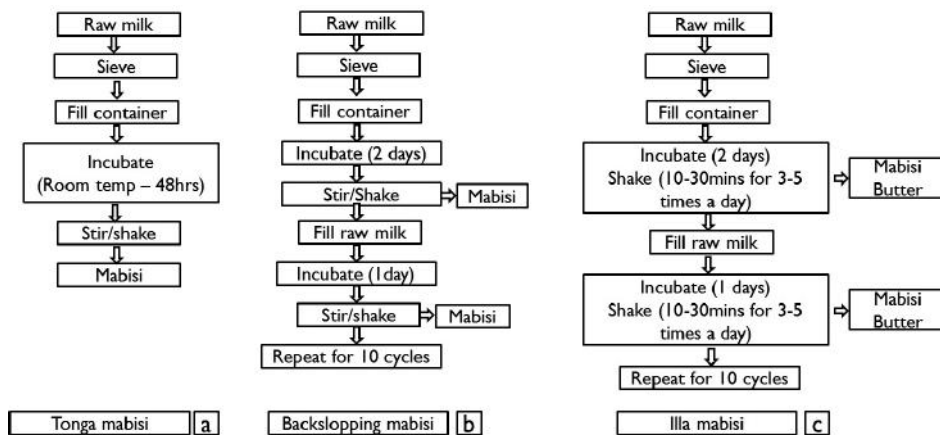 Raw milk
Sieve
Fill container
Incubate
(Room temp – 48hrs)
Stir/shake
Mabisi
Tonga mabisi
a
Raw milk
Sieve
Fill container
Incubate (2 days)
Stir/Shake
Mabisi
Fill raw milk
Incubate (1day)
Stir/shake
Mabisi
Repeat for 10 cycles
Backslopping mabisi
b
Raw milk
Sieve
Fill container
Incubate (2 days)
Shake (10-30mins for 3-5
times a day)
Mabisi
Butter
Fill raw milk
Incubate (1 days)
Shake (10-30mins for 3-5
times a day)
Mabisi
Butter
Repeat for 10 cycles
Illa mabisi
c